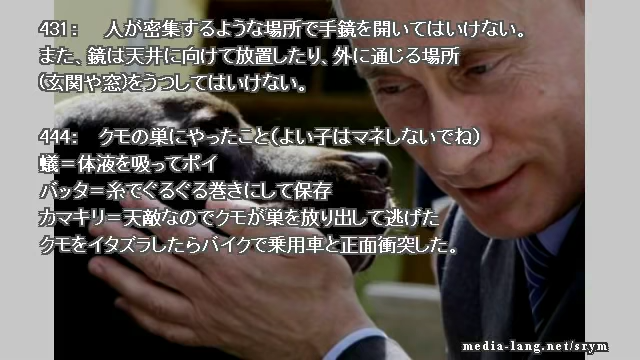 431： 人が密集するような場所で手鏡を開いてはいけない。
また、鏡は天井に向けて放置したり、外に通じる場所
(玄関や窓)をうつしてはいけない。
444： クモの巣にやったこと(よい子はマネしないでね)
蟻＝体液を吸ってポイ
バッタ＝糸でぐるぐる巻きにして保存
カマキリ＝天敵なのでクモが巣を放り出して逃げた
クモをイタズラしたらバイクで乗用車と正面衝突した。
media-lang.net/srym